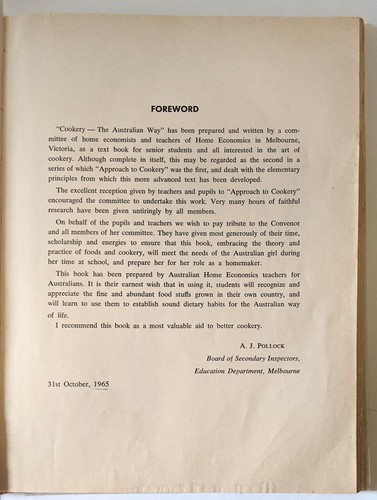 FOREWORD
"Cookery — The Australian Way" has been prepared and written by a com-
mittee of home economists and teachers of Home Economics in Melbourne,
Victoria, as a text book for senior students and all interested in the art of
cookery. Although complete in itself, this may be regarded as the second in a
series of which "Approach to Cookery" was the first, and dealt with the elementary
principles from which this more advanced text has been developed.
The excellent reception given by teachers and pupils to "Approach to Cookery"
encouraged the committee to undertake this work. Very many hours of faithful
research have been given untiringly by all members.
On behalf of the pupils and teachers we wish to pay tribute to the Convenor
and all members of her committee. They have given most generously of their time,
scholarship and energies to ensure that this book, embracing the theory and
practice of foods and cookery, will meet the needs of the Australian girl during
her time at school, and prepare her for her role as a homemaker.
This book has been prepared by Australian Home Economics teachers for
Australians. It is their earnest wish that in using it, students will recognize and
appreciate the fine and abundant food stuffs grown in their own country, and
will learn to use them to establish sound dietary habits for the Australian way
of life.
I recommend this book as a most valuable aid to better cookery.
A. J. POLLOCK
Board of Secondary Inspectors,
Education Department, Melbourne
31st October, 1965